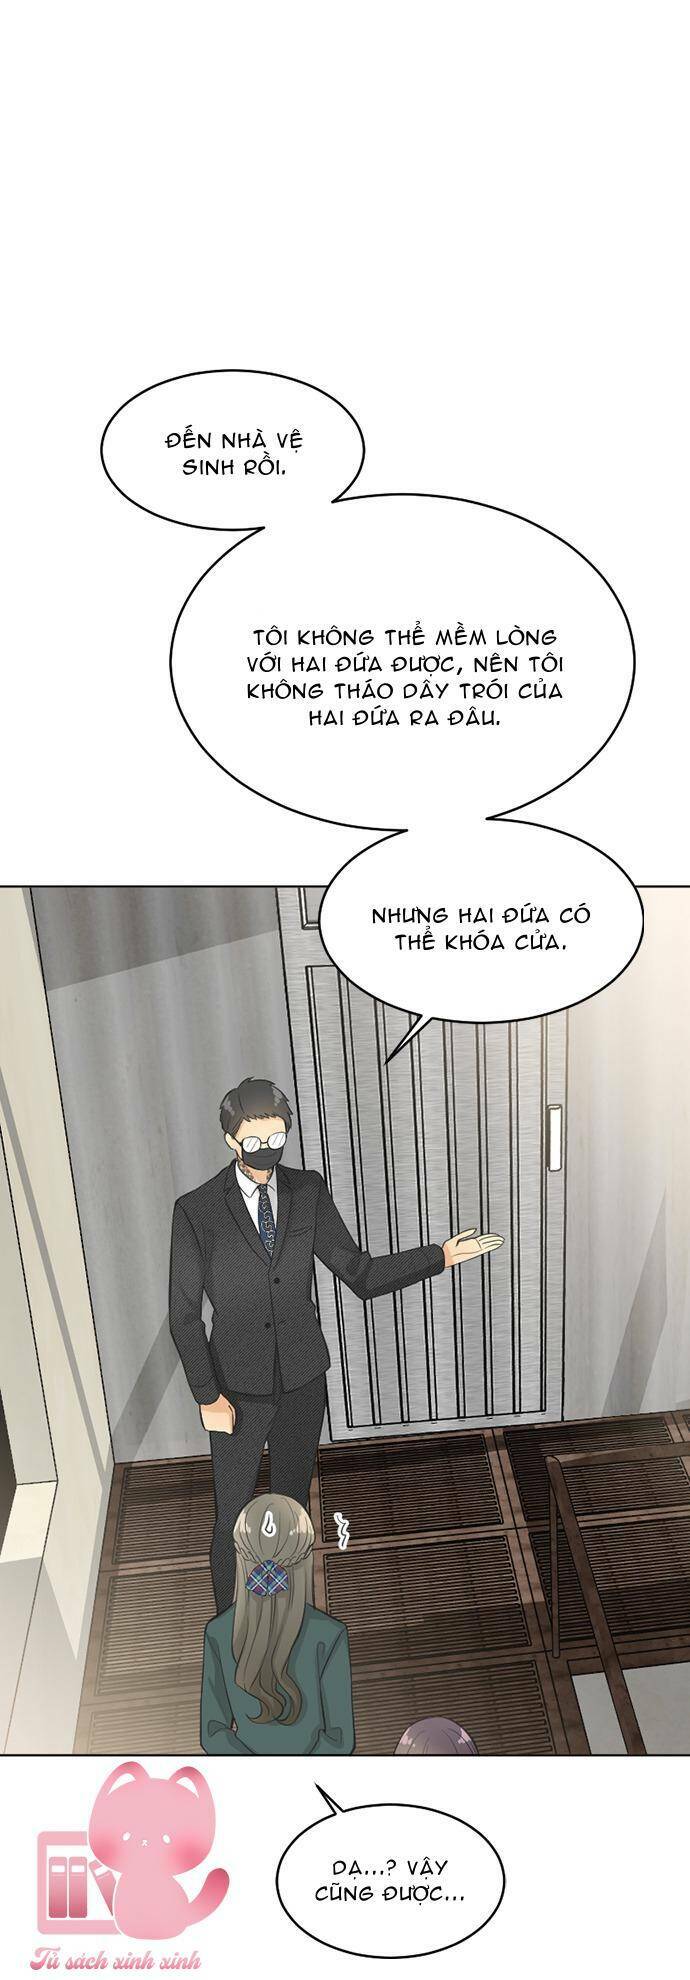 ĐẾN NHÀ VỆ
SINH RỒI.
TÔI KHÔNG THỂ MỀM LÒNG
VỚI HAI ĐỨA ĐƯỢC, NÊN TÔI
KHÔNG THÁO DÂY TRÓI CỦA
HAI ĐỨA RA ĐÂU.
NHƯNG HAI ĐỨA CÓ
THỂ KHÓA CỬA.
DẠ...? VẬY
CŨNG ĐƯỢC...
Tủ sách xinh xinh